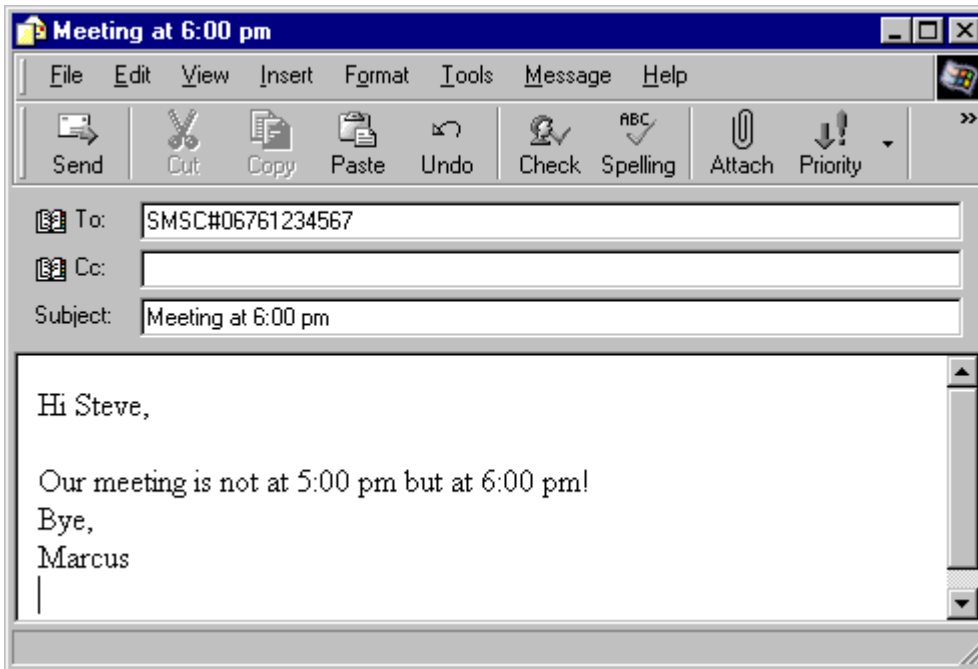 Meeting at 6:00 pm
File Edit View Insert Format Tools Message Help
ABC
Send Cut Copy Paste Undo Check Spelling Attach Priority
To: SMSC#06761234567
Cc:
Subject: Meeting at 6:00 pm
Hi Steve,
Our meeting is not at 5:00 pm but at 6:00 pm!
Bye,
Marcus